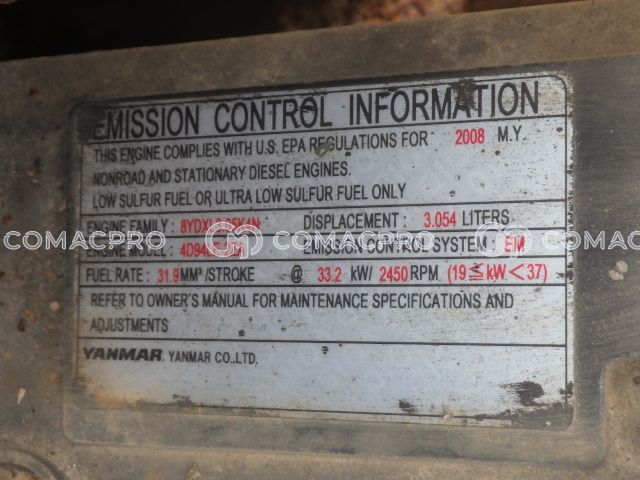 EMISSION CONTROL INFORMATION
THIS ENGINE COMPLIES WITH U.S. EPA REGULATIONS FOR 2008 M.Y.
NONROAD AND STATIONARY DIESEL ENGINES.
LOW SULFUR FUEL OR ULTRA LOW SULFUR FUEL ONLY
ENGINE FAMILY : DISPLACEMENT : 3.054 LITERS
COMACPRO COMACPRO COMACPRO
ENGINE MODEL : EMISSION CONTROL SYSTEM : EM
FUEL RATE : 31.9 MM³/STROKE @ 33.2 kW/ 2450 RPM (19≦kW<37)
REFER TO OWNER'S MANUAL FOR MAINTENANCE SPECIFICATIONS AND
ADJUSTMENTS
YANMAR YANMAR CO.,LTD.